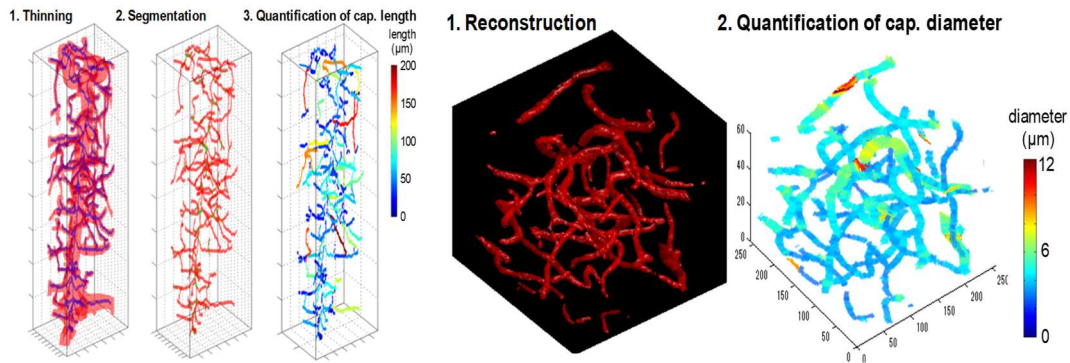 1. Thinning
2. Segmentation
3. Quantification of cap. length
length
(μm)
200
150
100
50
0
1. Reconstruction
2. Quantification of cap. diameter
60
40
20
0
250
200
150
100
50
0
0
50
100
150
200
diameter
(μm)
12
6
0